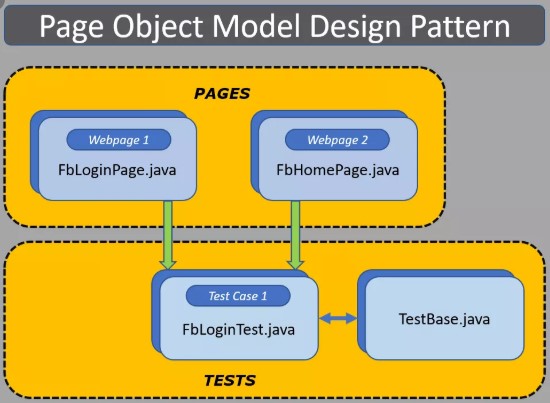 Page Object Model Design Pattern
PAGES
Webpage 1
FbLoginPage.java
Webpage 2
FbHomePage.java
Test Case 1
FbLoginTest.java
TestBase.java
TESTS